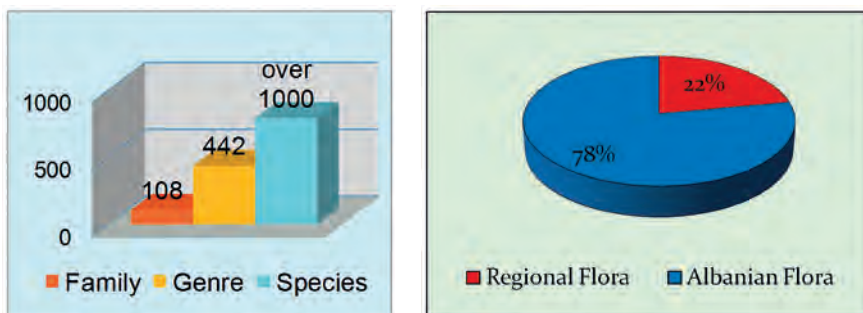 over
1000
1000
442
500
108
0
Family Genre Species
22%
78%
Regional Flora Albanian Flora